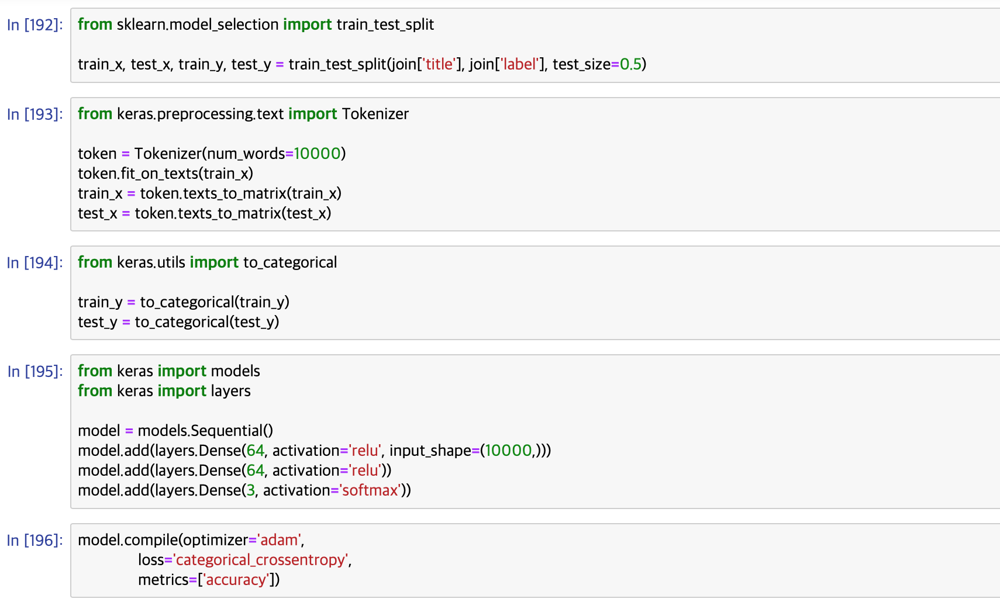 In [192]:
from sklearn.model_selection import train_test_split
train_x, test_x, train_y, test_y = train_test_split(join['title'], join['label'], test_size=0.5)
In [193]:
from keras.preprocessing.text import Tokenizer
token = Tokenizer(num_words=10000)
token.fit_on_texts(train_x)
train_x = token.texts_to_matrix(train_x)
test_x = token.texts_to_matrix(test_x)
In [194]:
from keras.utils import to_categorical
train_y = to_categorical(train_y)
test_y = to_categorical(test_y)
In [195]:
from keras import models
from keras import layers
model = models.Sequential()
model.add(layers.Dense(64, activation='relu', input_shape=(10000,)))
model.add(layers.Dense(64, activation='relu'))
model.add(layers.Dense(3, activation='softmax'))
In [196]:
model.compile(optimizer='adam',
loss='categorical_crossentropy',
metrics=['accuracy'])